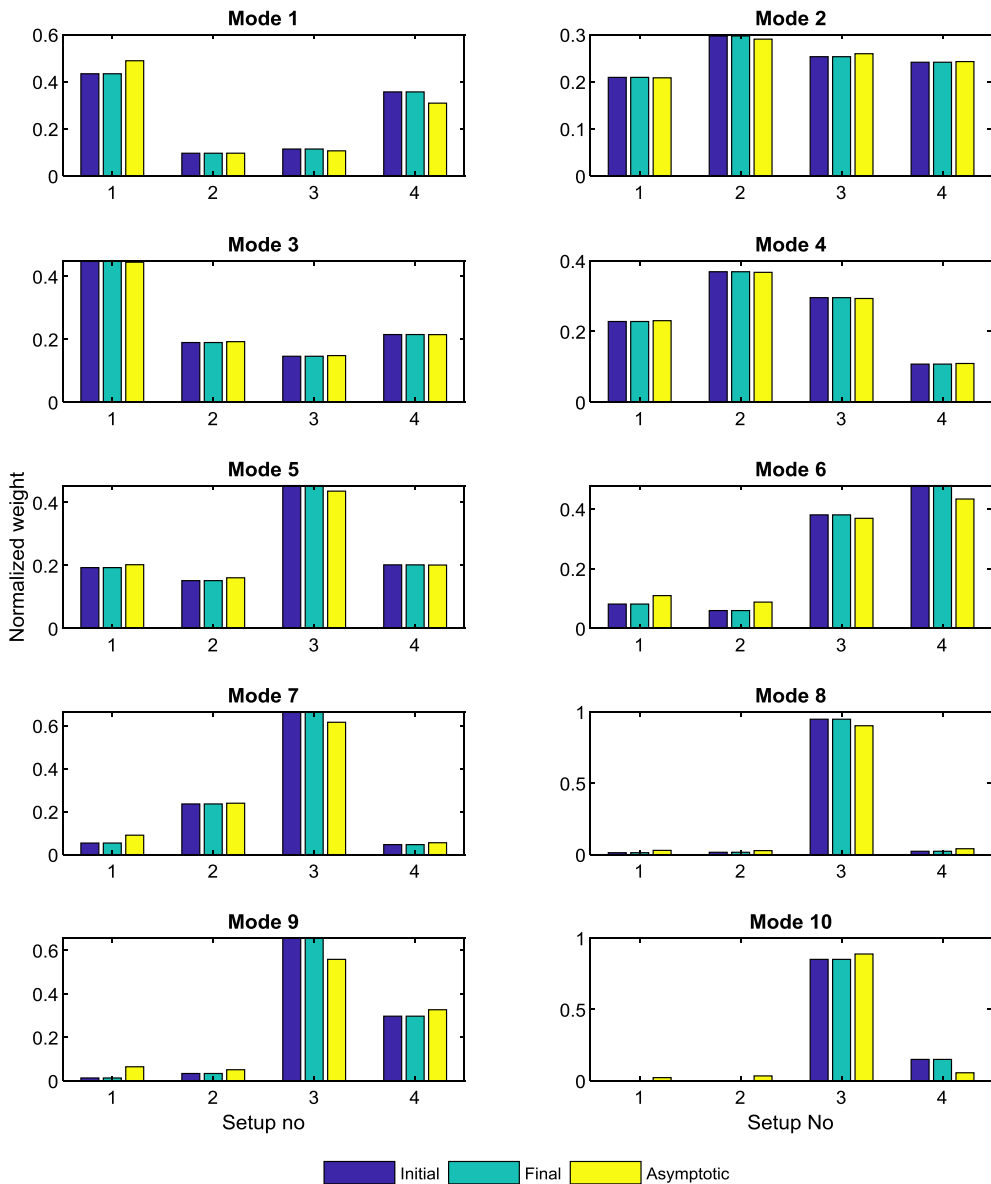 Mode 1
0.6
0.4
0.2
0
1 2 3 4
Mode 2
0.3
0.2
0.1
0
1 2 3 4
Mode 3
0.4
0.2
0
1 2 3 4
Mode 4
0.4
0.2
0
1 2 3 4
Normalized weight
Mode 5
0.4
0.2
0
1 2 3 4
Mode 6
0.4
0.2
0
1 2 3 4
Mode 7
0.6
0.4
0.2
0
1 2 3 4
Mode 8
1
0.5
0
1 2 3 4
Mode 9
0.6
0.4
0.2
0
1 2 3 4
Setup no
Mode 10
1
0.5
0
1 2 3 4
Setup No
Initial Final Asymptotic